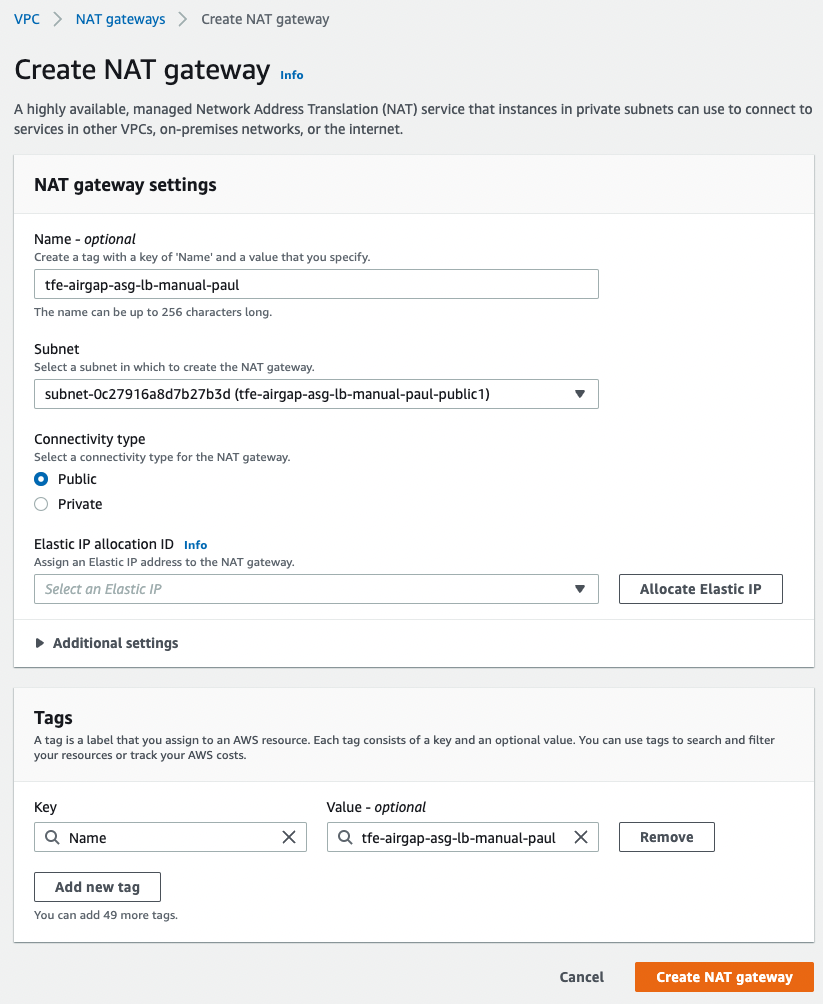 VPC > NAT gateways > Create NAT gateway
Create NAT gateway Info
A highly available, managed Network Address Translation (NAT) service that instances in private subnets can use to connect to
services in other VPCs, on-premises networks, or the internet.
NAT gateway settings
Name - optional
Create a tag with a key of 'Name' and a value that you specify.
tfe-airgap-asg-lb-manual-paul
The name can be up to 256 characters long.
Subnet
Select a subnet in which to create the NAT gateway.
subnet-0c27916a8d7b27b3d (tfe-airgap-asg-lb-manual-paul-public1)
Connectivity type
Select a connectivity type for the NAT gateway.
Public
Private
Elastic IP allocation ID Info
Assign an Elastic IP address to the NAT gateway.
Select an Elastic IP Allocate Elastic IP
Additional settings
Tags
A tag is a label that you assign to an AWS resource. Each tag consists of a key and an optional value. You can use tags to search and filter
your resources or track your AWS costs.
Key Value - optional
Name tfe-airgap-asg-lb-manual-paul Remove
Add new tag
You can add 49 more tags.
Cancel Create NAT gateway